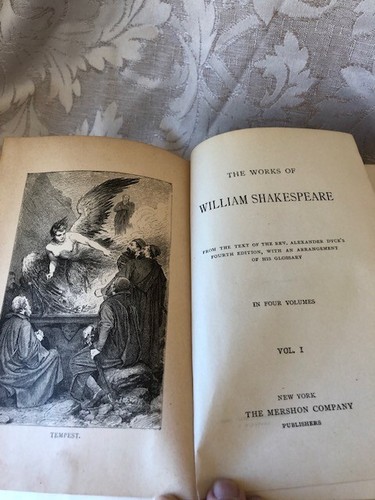 TEMPEST.
THE WORKS OF
WILLIAM SHAKESPEARE
FROM THE TEXT OF THE REV. ALEXANDER DYCE'S
FOURTH EDITION, WITH AN ARRANGEMENT
OF HIS GLOSSARY
IN FOUR VOLUMES
VOL. I
NEW YORK
THE MERSHON COMPANY
PUBLISHERS